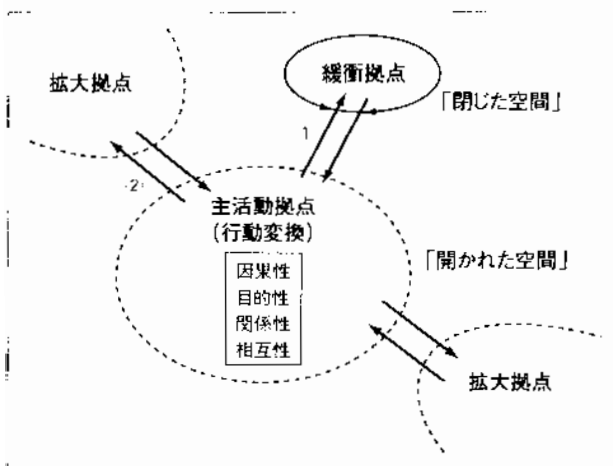 拡大拠点
緩衝拠点
「閉じた空間」
1
2
主活動拠点
(行動変換)
因果性
目的性
関係性
相互性
「開かれた空間」
拡大拠点